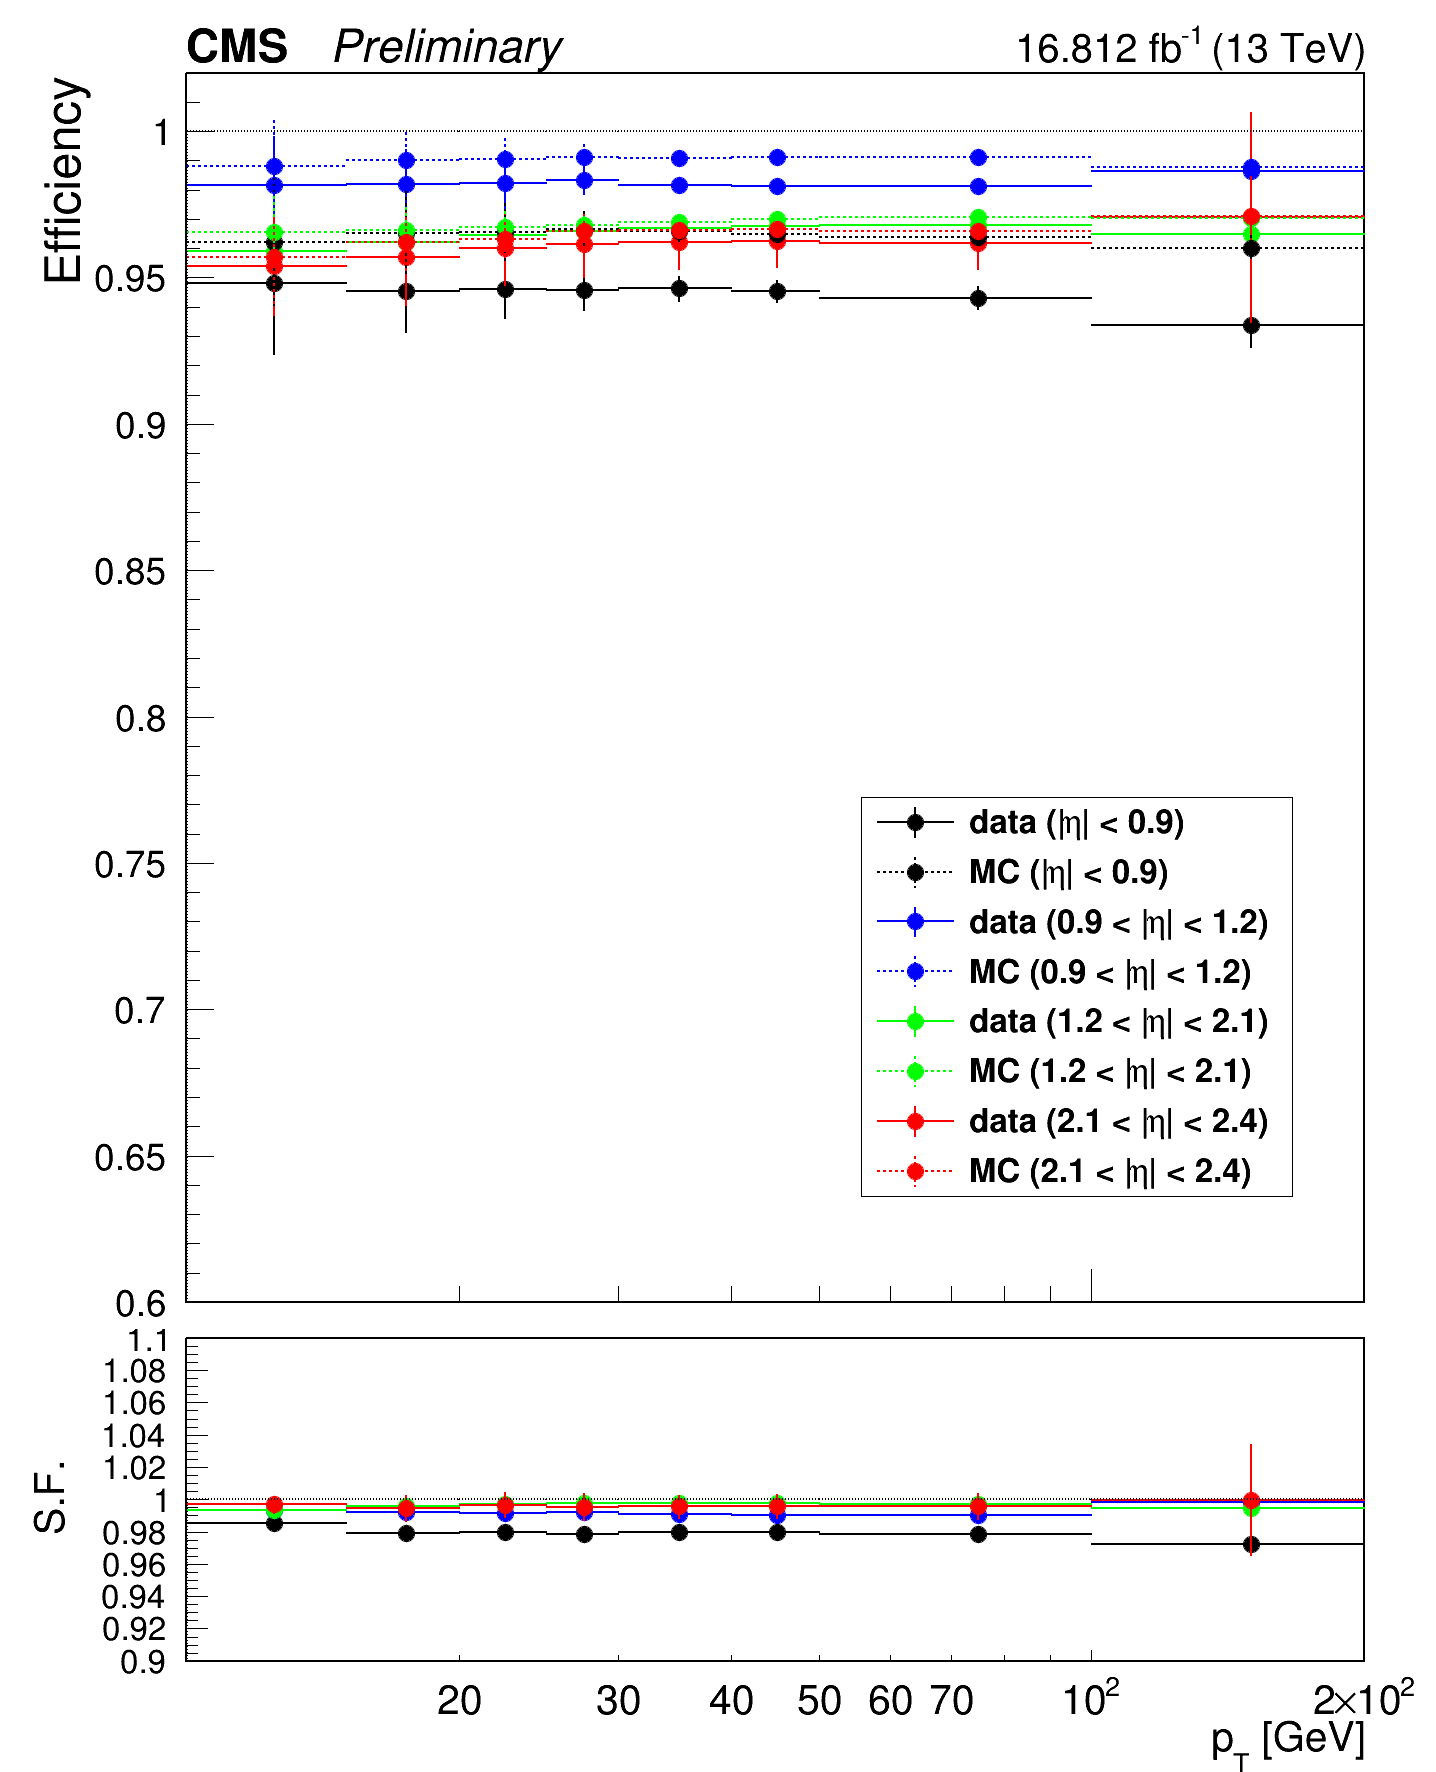 CMS Preliminary 16.812 fb⁻¹ (13 TeV)
Efficiency
1
0.95
0.9
0.85
0.8
0.75
0.7
0.65
0.6
data (|η| < 0.9)
MC (|η| < 0.9)
data (0.9 < |η| < 1.2)
MC (0.9 < |η| < 1.2)
data (1.2 < |η| < 2.1)
MC (1.2 < |η| < 2.1)
data (2.1 < |η| < 2.4)
MC (2.1 < |η| < 2.4)
S.F.
1.1
1.08
1.06
1.04
1.02
1
0.98
0.96
0.94
0.92
0.9
20 30 40 50 60 70 10² 2×10²
p_T [GeV]